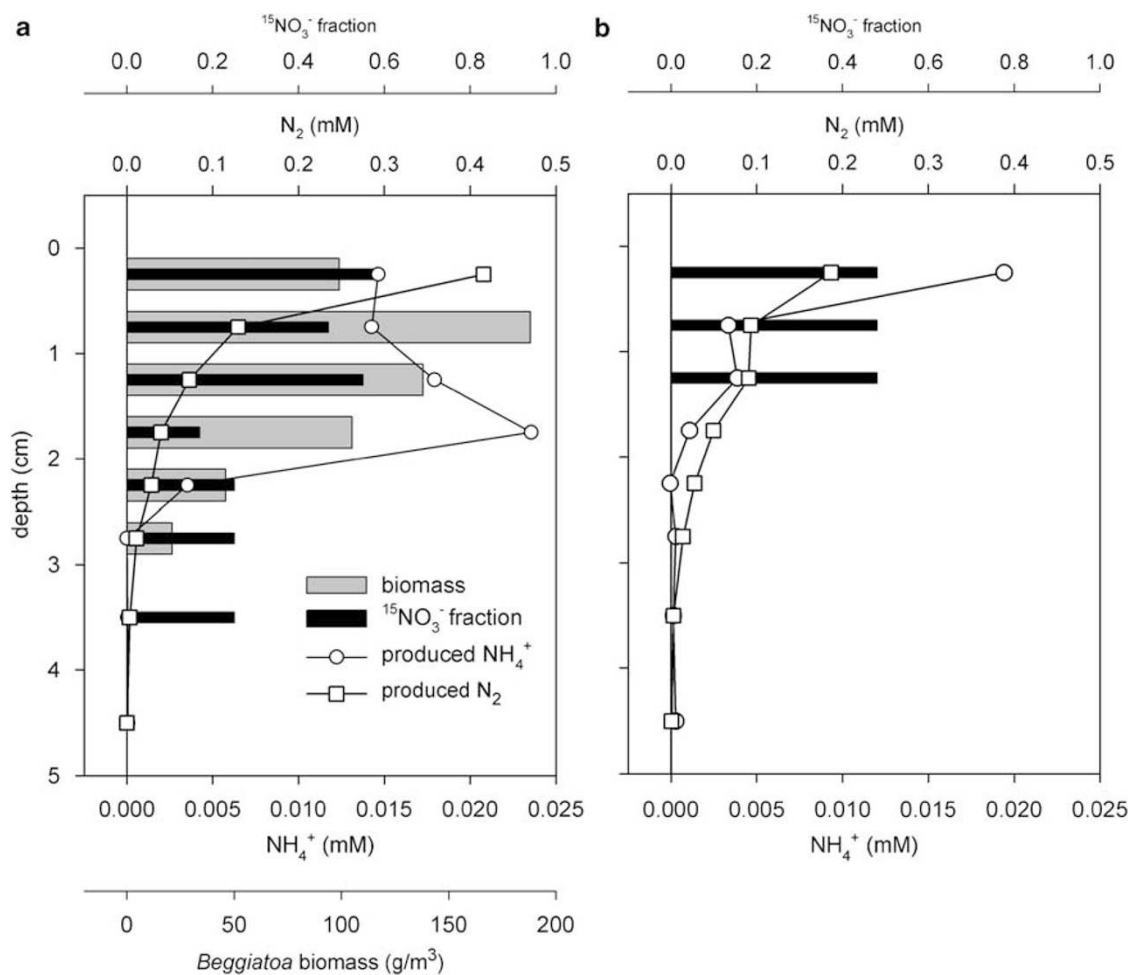 a
¹⁵NO₃⁻ fraction
0.0 0.2 0.4 0.6 0.8 1.0
N₂ (mM)
0.0 0.1 0.2 0.3 0.4 0.5
depth (cm)
0
1
2
3
4
5
biomass
¹⁵NO₃⁻ fraction
produced NH₄⁺
produced N₂
0.000 0.005 0.010 0.015 0.020 0.025
NH₄⁺ (mM)
0 50 100 150 200
Beggiatoa biomass (g/m³)
b
¹⁵NO₃⁻ fraction
0.0 0.2 0.4 0.6 0.8 1.0
N₂ (mM)
0.0 0.1 0.2 0.3 0.4 0.5
0.000 0.005 0.010 0.015 0.020 0.025
NH₄⁺ (mM)